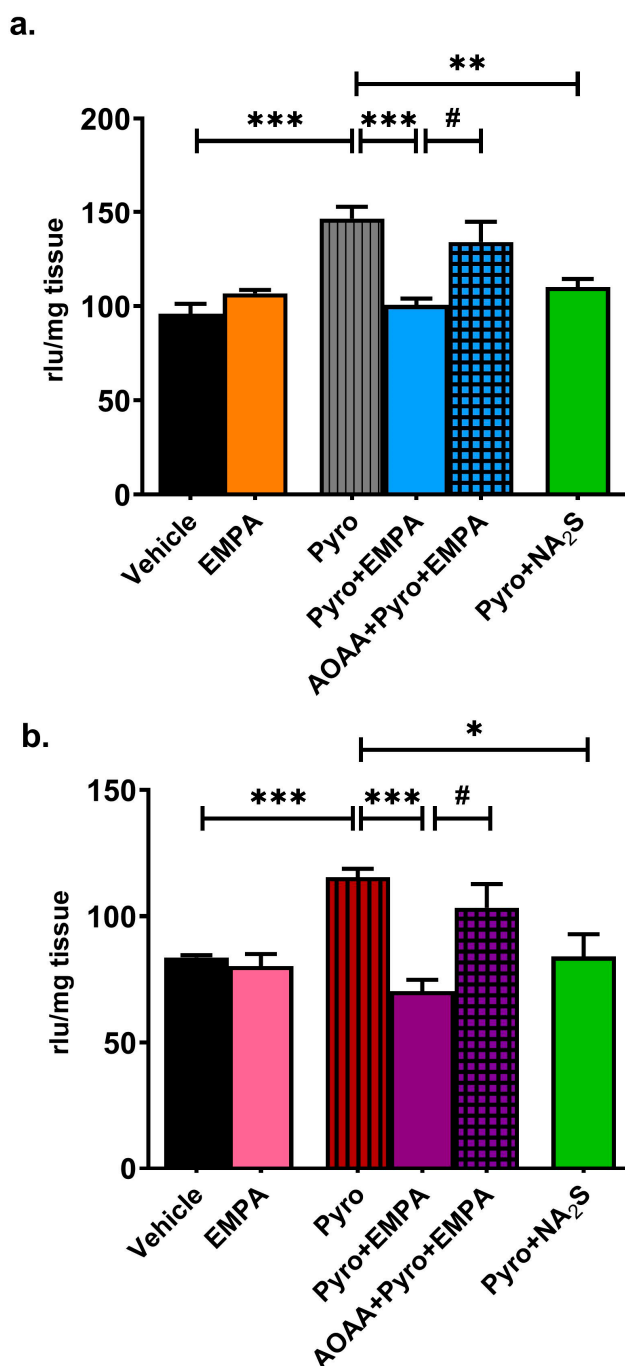 a.
**
*** *** #
200
150
100
50
0
rlu/mg tissue
Vehicle
EMPA
Pyro
Pyro+EMPA
AOAA+Pyro+EMPA
Pyro+NA₂S
b.
*
*** *** #
150
100
50
0
rlu/mg tissue
Vehicle
EMPA
Pyro
Pyro+EMPA
AOAA+Pyro+EMPA
Pyro+NA₂S